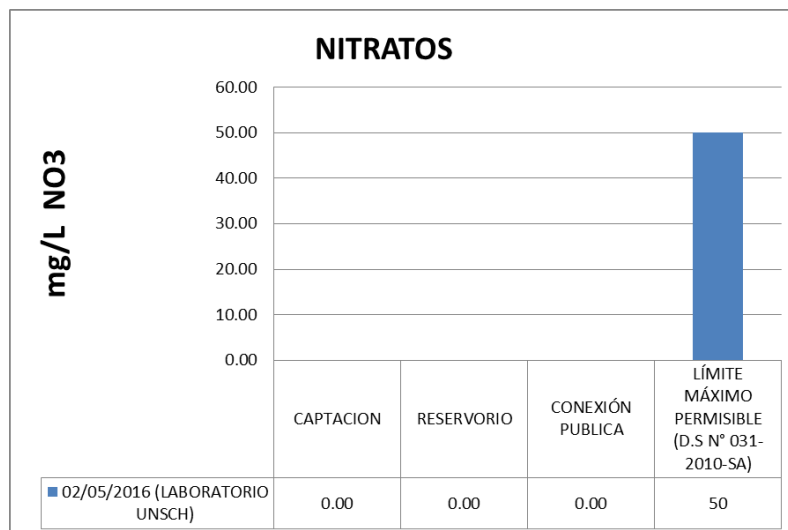 NITRATOS
mg/L NO3
60.00
50.00
40.00
30.00
20.00
10.00
0.00
CAPTACION
RESERVORIO
CONEXIÓN
PUBLICA
LÍMITE
MÁXIMO
PERMISIBLE
(D.S N° 031-
2010-SA)
02/05/2016 (LABORATORIO
UNSCH)
0.00
0.00
0.00
50